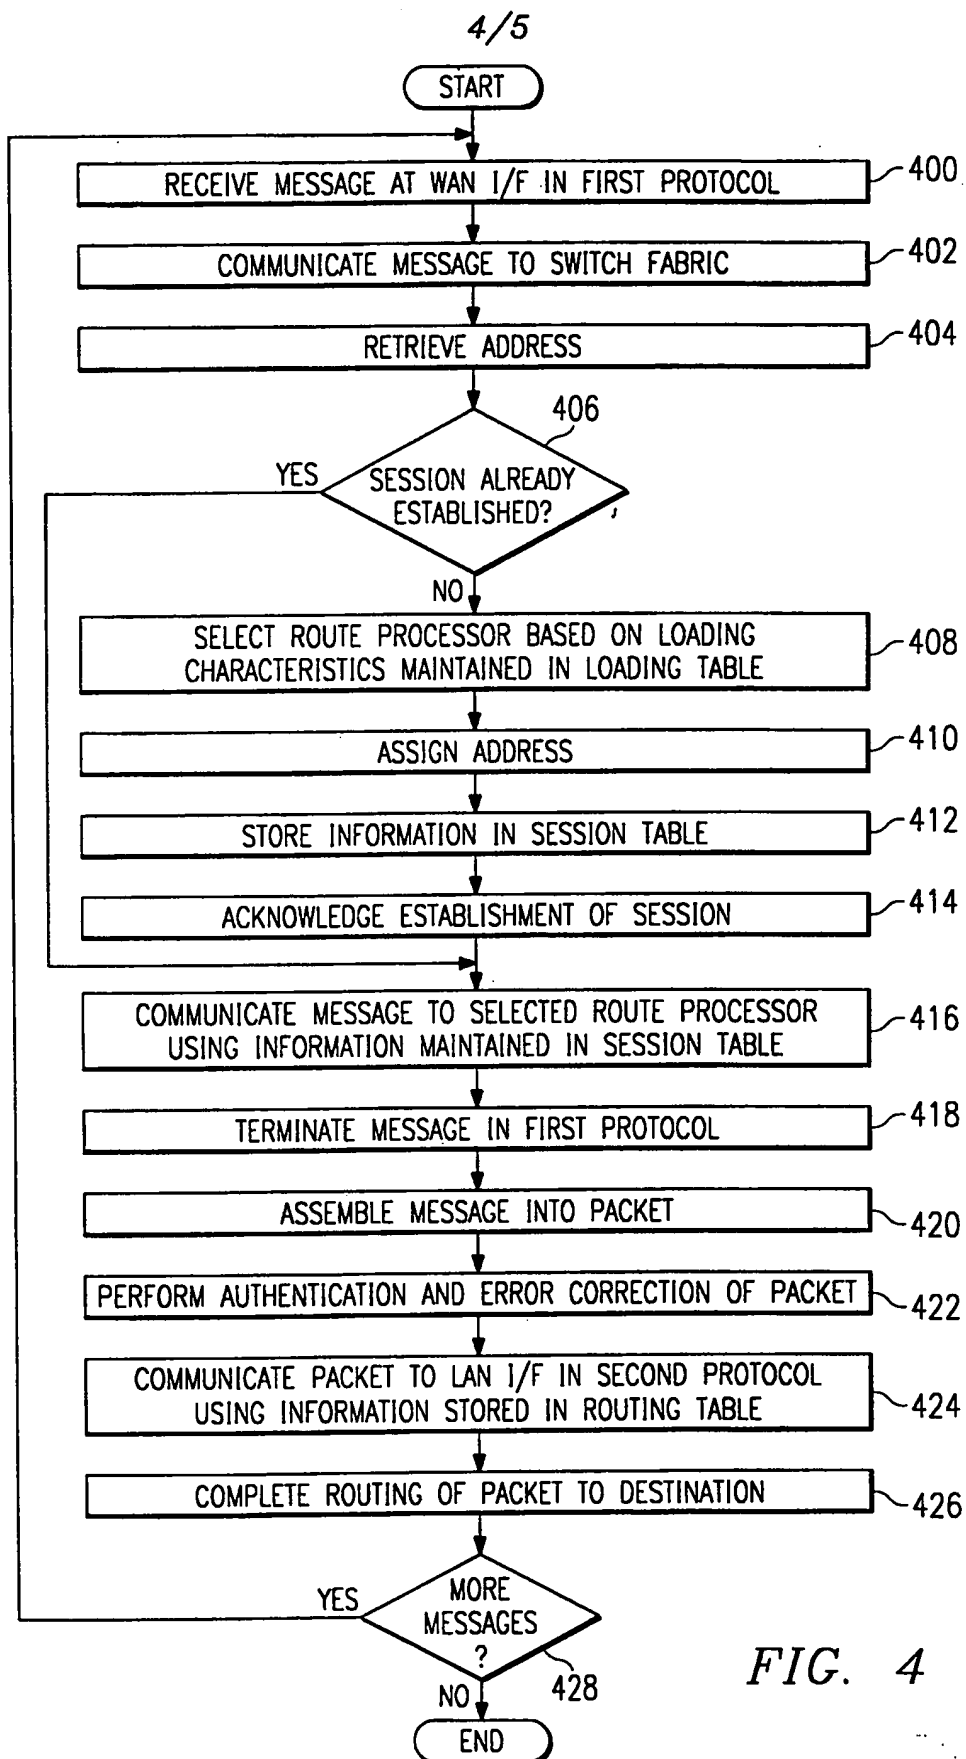 4/5
START
RECEIVE MESSAGE AT WAN I/F IN FIRST PROTOCOL
400
COMMUNICATE MESSAGE TO SWITCH FABRIC
402
RETRIEVE ADDRESS
404
406
YES
SESSION ALREADY
ESTABLISHED?
NO
SELECT ROUTE PROCESSOR BASED ON LOADING
CHARACTERISTICS MAINTAINED IN LOADING TABLE
408
ASSIGN ADDRESS
410
STORE INFORMATION IN SESSION TABLE
412
ACKNOWLEDGE ESTABLISHMENT OF SESSION
414
COMMUNICATE MESSAGE TO SELECTED ROUTE PROCESSOR
USING INFORMATION MAINTAINED IN SESSION TABLE
416
TERMINATE MESSAGE IN FIRST PROTOCOL
418
ASSEMBLE MESSAGE INTO PACKET
420
PERFORM AUTHENTICATION AND ERROR CORRECTION OF PACKET
422
COMMUNICATE PACKET TO LAN I/F IN SECOND PROTOCOL
USING INFORMATION STORED IN ROUTING TABLE
424
COMPLETE ROUTING OF PACKET TO DESTINATION
426
YES
MORE
MESSAGES
?
428
NO
END
FIG. 4